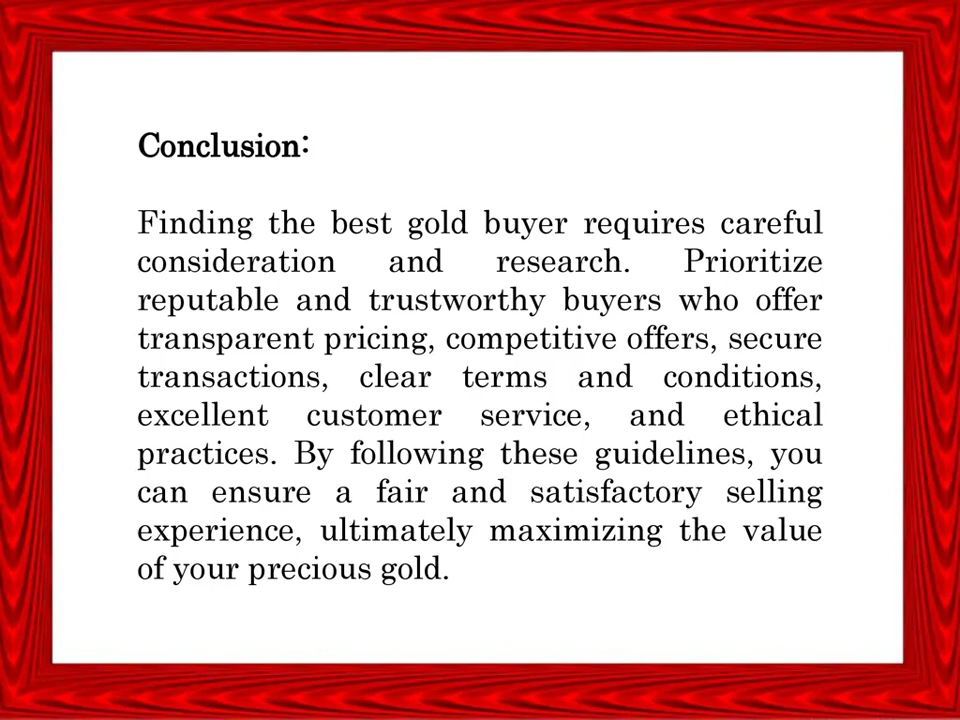 Conclusion:
Finding the best gold buyer requires careful
consideration and research. Prioritize
reputable and trustworthy buyers who offer
transparent pricing, competitive offers, secure
transactions, clear terms and conditions,
excellent customer service, and ethical
practices. By following these guidelines, you
can ensure a fair and satisfactory selling
experience, ultimately maximizing the value
of your precious gold.